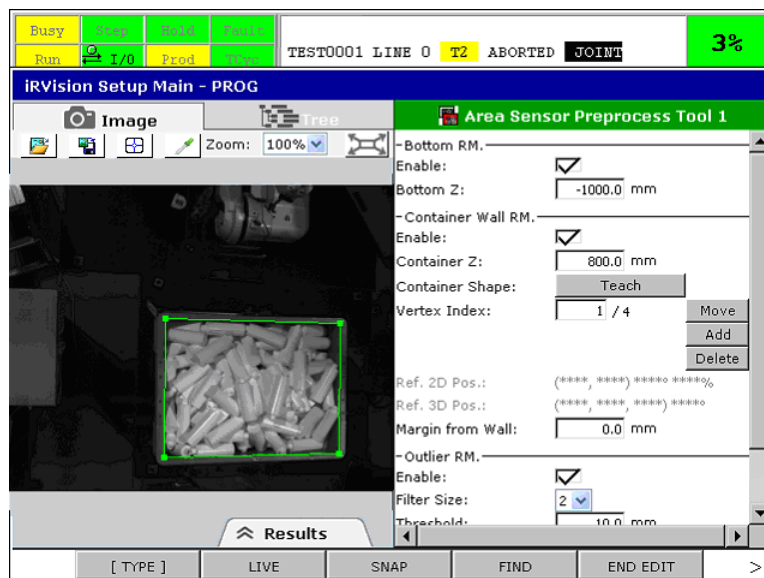 Busy Step Hold Fault
Run I/O Prod TCyc
TEST0001 LINE 0 T2 ABORTED JOINT
3%
iRVision Setup Main - PROG
Image Tree
Area Sensor Preprocess Tool 1
Zoom: 100%
Bottom RM.
Enable:
Bottom Z: -1000.0 mm
Container Wall RM.
Enable:
Container Z: 800.0 mm
Container Shape: Teach
Vertex Index: 1 / 4 Move
Add
Delete
Ref. 2D Pos.: (****, ****) ****° ****%
Ref. 3D Pos.: (****, ****, ****) ****°
Margin from Wall: 0.0 mm
Outlier RM.
Enable:
Filter Size: 2
Threshold: 10.0 mm
Results
[ TYPE ] LIVE SNAP FIND END EDIT >